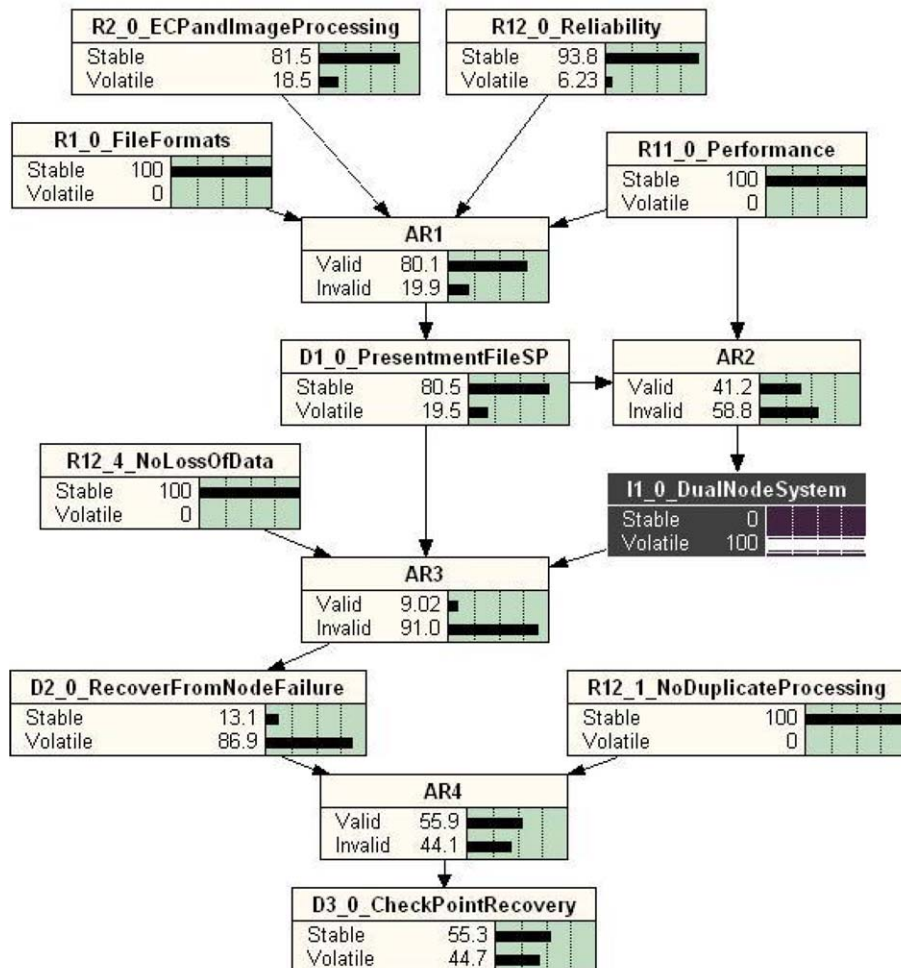 R2_0_ECPandImageProcessing
Stable 81.5
Volatile 18.5
R12_0_Reliability
Stable 93.8
Volatile 6.23
R1_0_FileFormats
Stable 100
Volatile 0
R11_0_Performance
Stable 100
Volatile 0
AR1
Valid 80.1
Invalid 19.9
D1_0_PresentmentFileSP
Stable 80.5
Volatile 19.5
AR2
Valid 41.2
Invalid 58.8
R12_4_NoLossOfData
Stable 100
Volatile 0
I1_0_DualNodeSystem
Stable 0
Volatile 100
AR3
Valid 9.02
Invalid 91.0
D2_0_RecoverFromNodeFailure
Stable 13.1
Volatile 86.9
R12_1_NoDuplicateProcessing
Stable 100
Volatile 0
AR4
Valid 55.9
Invalid 44.1
D3_0_CheckPointRecovery
Stable 55.3
Volatile 44.7